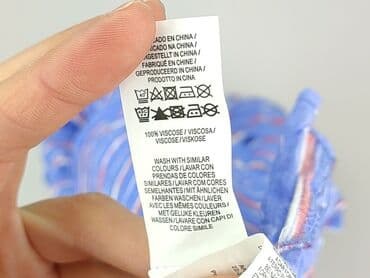 CADO EN CHINA /
ICADO NA CHINA /
NGESTELLT IN CHINA /
FABRIQUÉ EN CHINE /
GEPRODUCEERD IN CHINA /
PRODOTTO IN CINA
100% VISCOSE / VISCOSA/
VISCOSE/ VISKOSE
WASH WITH SIMILAR
COLOURS / LAVAR CON
PRENDAS DE COLORES
SIMILARES / LAVAR COM CORES
SEMELHANTES / MIT ÄHNLICHEN
FARBEN WASCHEN/ LAVER
AVEC LES MÊMES COULEURS /
MET GELIJKE KLEUREN
WASSEN / LAVARE CON CAPI DI
COLORE SIMILE.